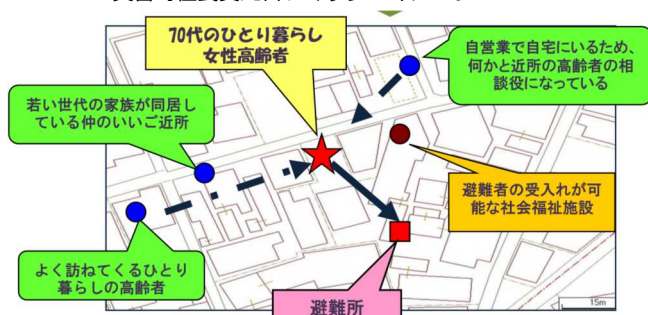 70代のひとり暮らし
女性高齢者
自営業で自宅にいるため、
何かと近所の高齢者の相
談役になっている
若い世代の家族が同居し
ている仲のいいご近所
避難者の受入れが可
能な社会福祉施設
よく訪ねてくるひとり
暮らしの高齢者
避難所
15m